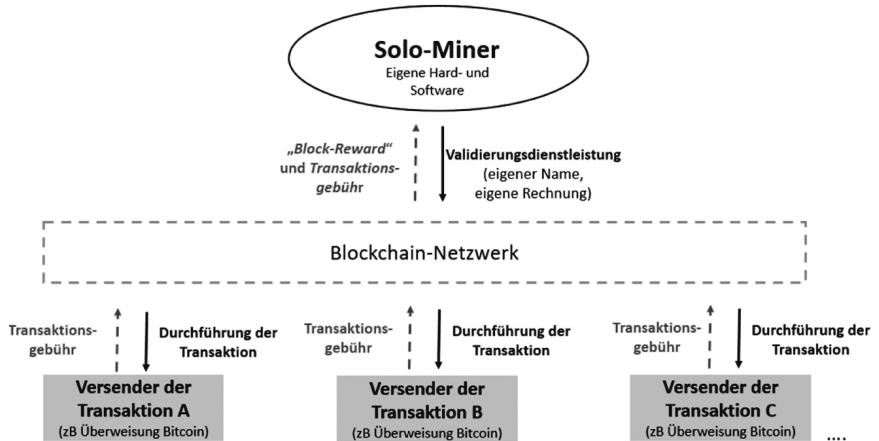 Solo-Miner
Eigene Hard- und
Software
„Block-Reward“
und Transaktions-
gebühr
Validierungsdienstleistung
(eigener Name,
eigene Rechnung)
Blockchain-Netzwerk
Transaktions-
gebühr
Durchführung der
Transaktion
Transaktions-
gebühr
Durchführung der
Transaktion
Transaktions-
gebühr
Durchführung der
Transaktion
Versender der
Transaktion A
(zB Überweisung Bitcoin)
Versender der
Transaktion B
(zB Überweisung Bitcoin)
Versender der
Transaktion C
(zB Überweisung Bitcoin)
....